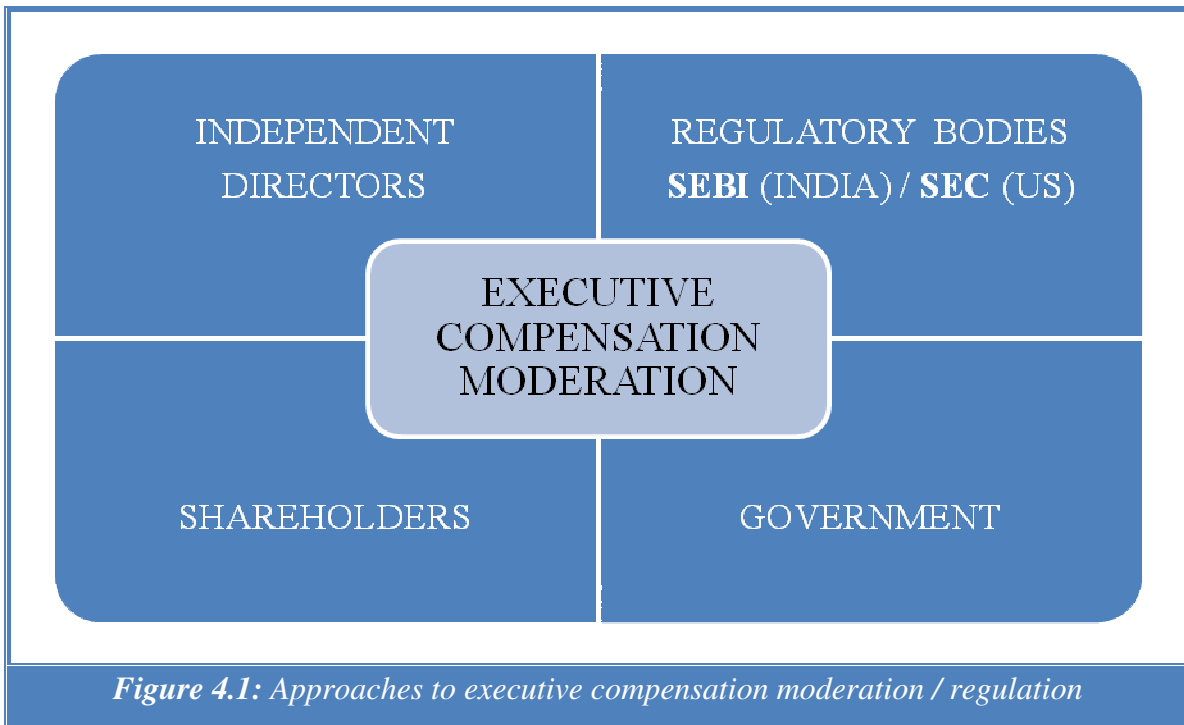 INDEPENDENT
DIRECTORS
REGULATORY BODIES
SEBI (INDIA) / SEC (US)
EXECUTIVE
COMPENSATION
MODERATION
SHAREHOLDERS
GOVERNMENT
Figure 4.1: Approaches to executive compensation moderation / regulation